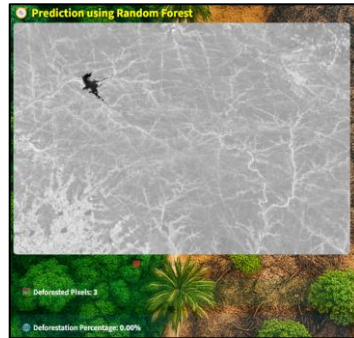 Prediction using Random Forest
Deforested Pixels: 3
Deforestation Percentage: 0.00%